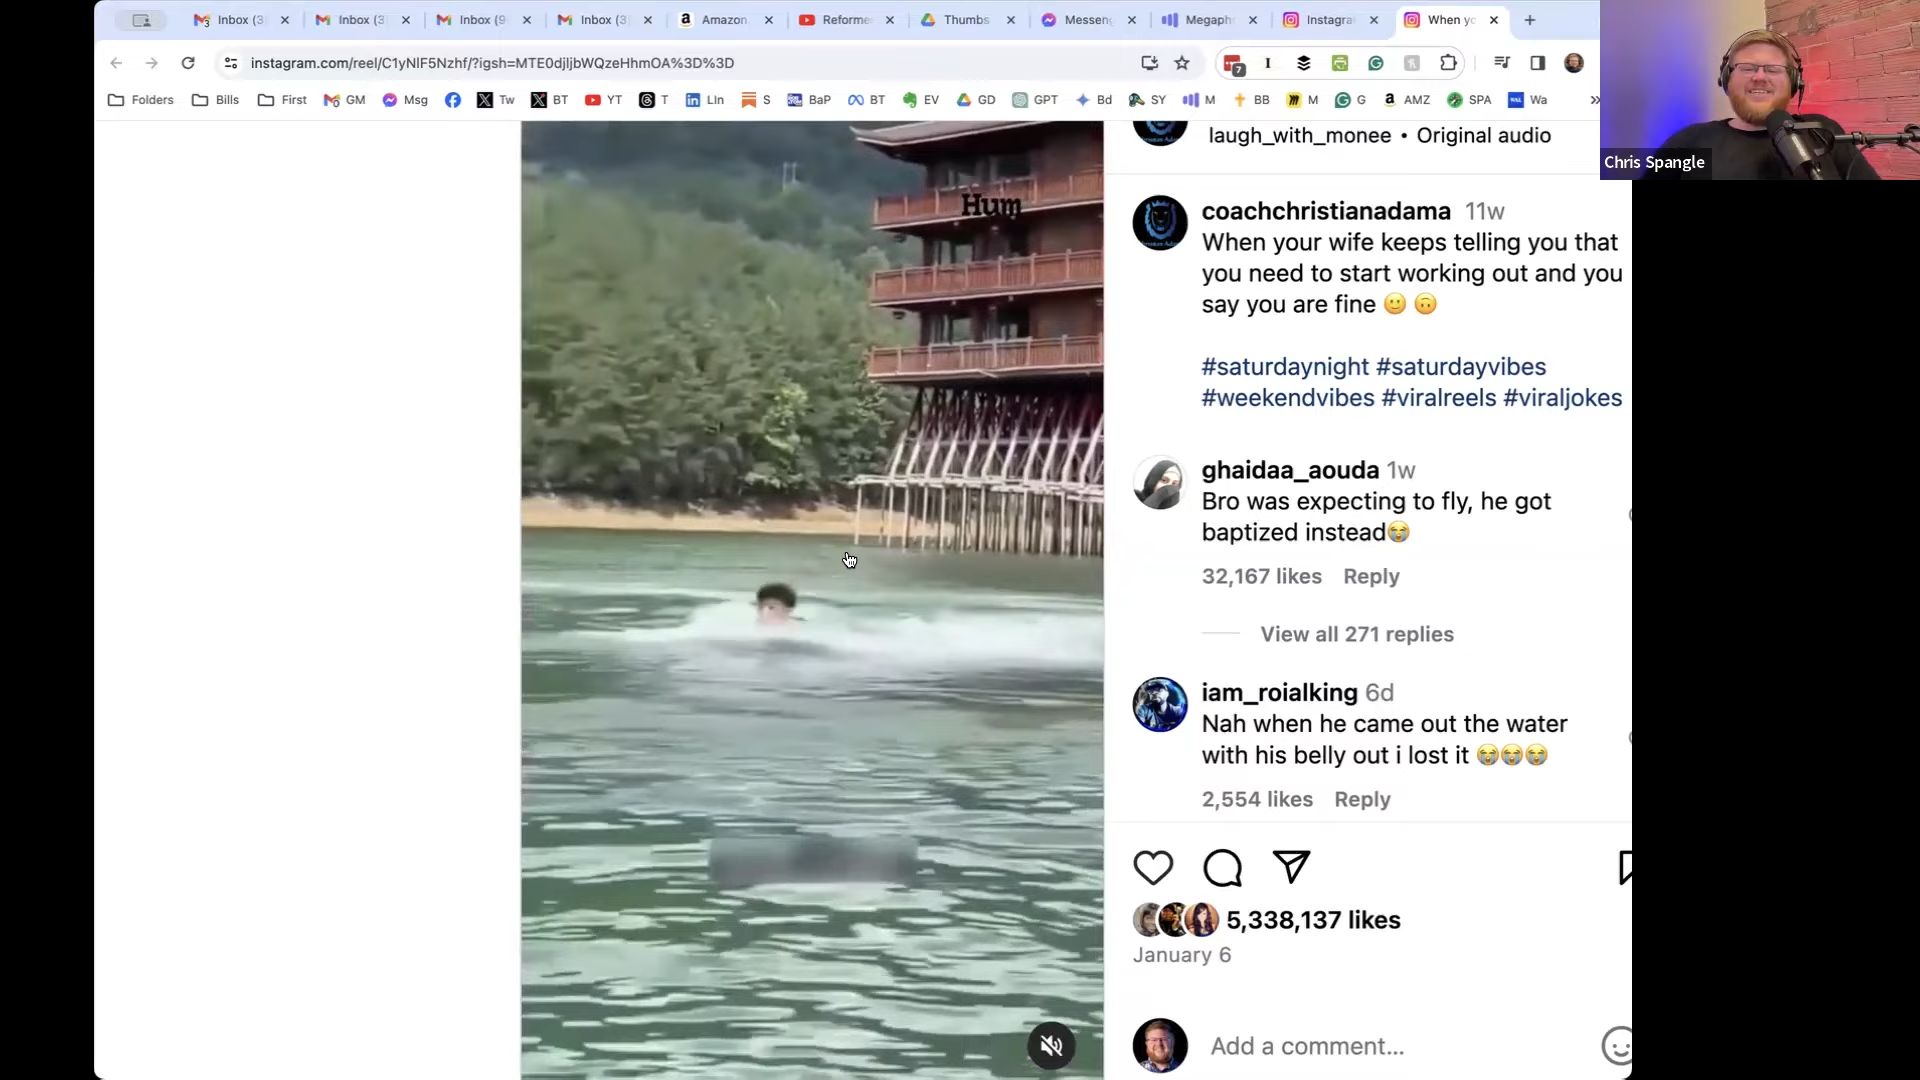 Inbox (3
Inbox (3
Inbox (9
Inbox (3
Amazon
Reforme
Thumbs
Messen
Megaph
Instagra
When yo
instagram.com/reel/C1yNlF5Nzhf/?igsh=MTE0djljbWQzeHhmOA%3D%3D
7
Folders
Bills
First
GM
Msg
Tw
BT
YT
T
LIn
S
BaP
BT
EV
GD
GPT
Bd
SY
M
BB
M
G
AMZ
SPA
Wa
»
Chris Spangle
Hum
laugh_with_monee • Original audio
coachchristianadama 11w
When your wife keeps telling you that
you need to start working out and you
say you are fine 🙂 🙃
#saturdaynight #saturdayvibes
#weekendvibes #viralreels #viraljokes
ghaidaa_aouda 1w
Bro was expecting to fly, he got
baptized instead😭
32,167 likes Reply
View all 271 replies
iam_roialking 6d
Nah when he came out the water
with his belly out i lost it 😭😭😭
2,554 likes Reply
5,338,137 likes
January 6
Add a comment...